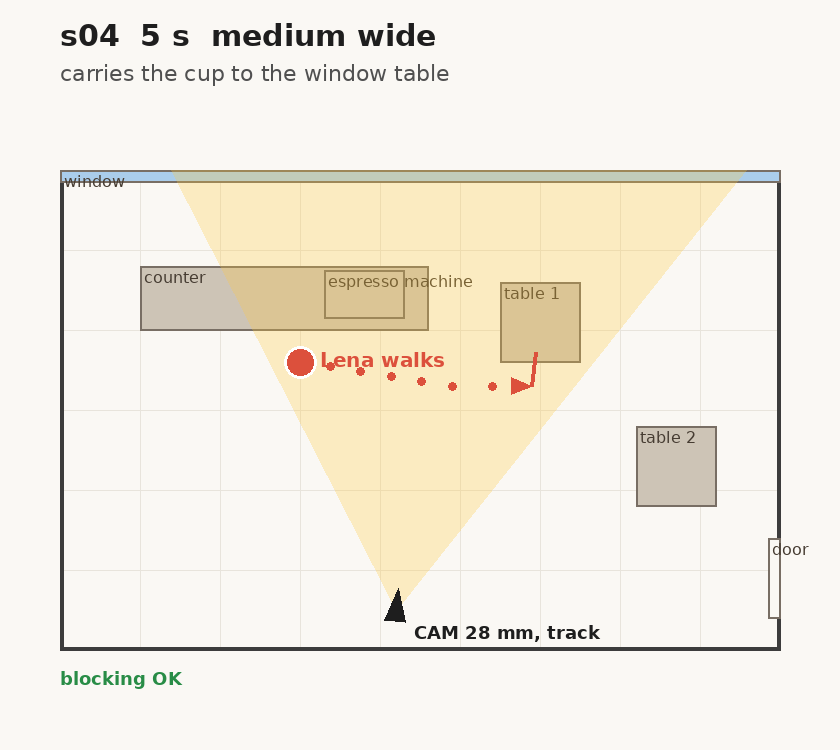 s04  5 s  medium wide
carries the cup to the window table
window
counter
espresso machine
table 1
Lena walks
table 2
door
CAM 28 mm, track
blocking OK